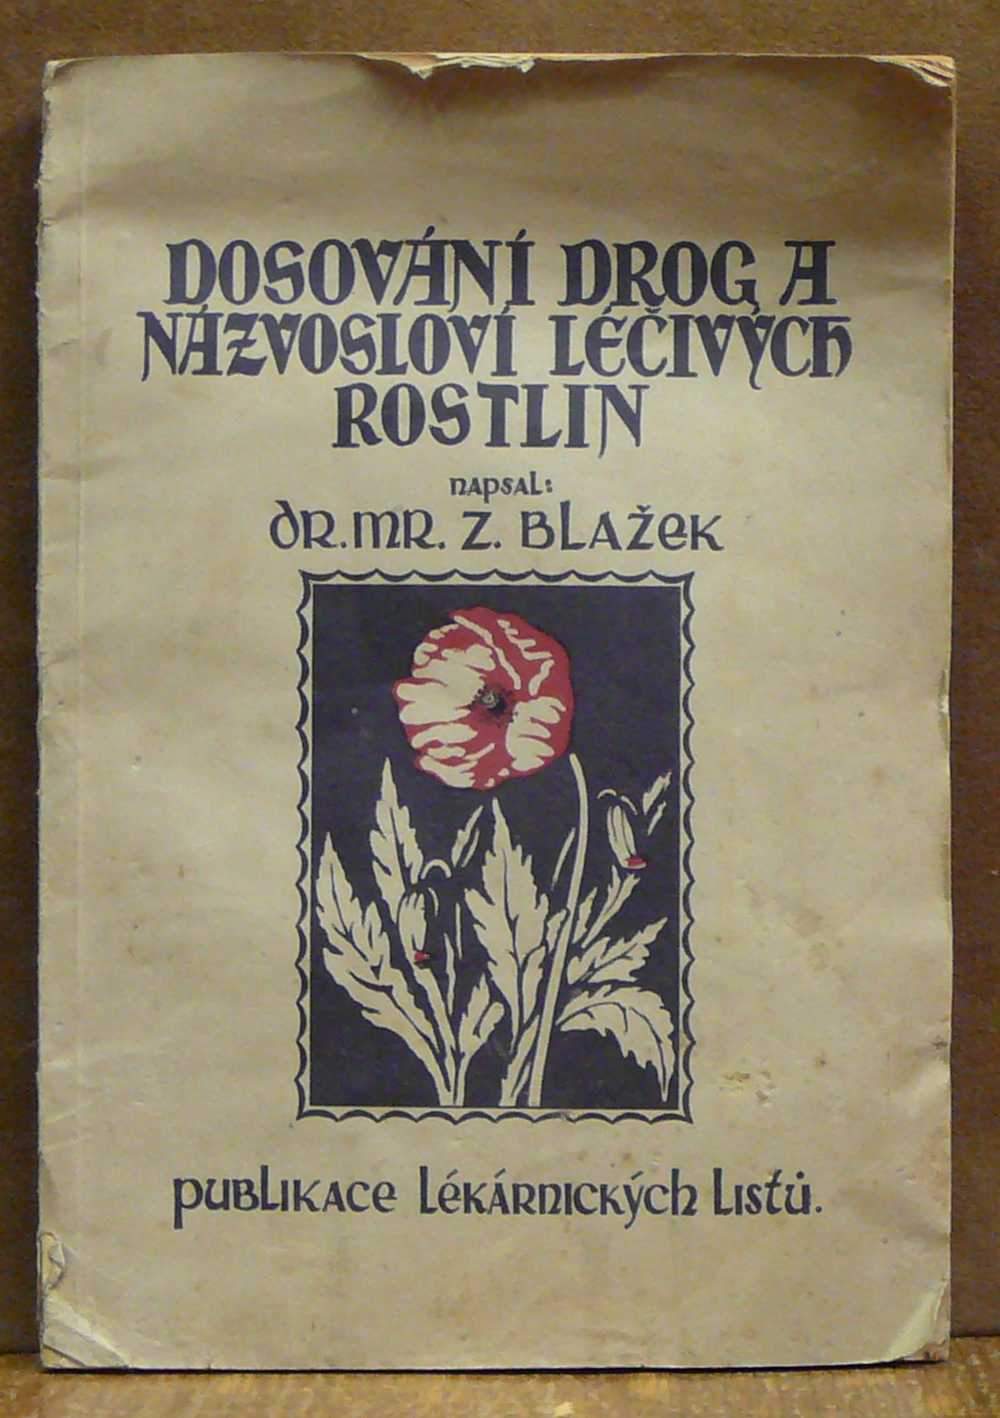 DOSOVÁNÍ DROG A
NÁZVOSLOVÍ LÉČIVÝCH
ROSTLIN
NAPSAL:
DR. MR. Z. BLAŽEK
PUBLIKACE LÉKÁRNICKÝCH LISTŮ.